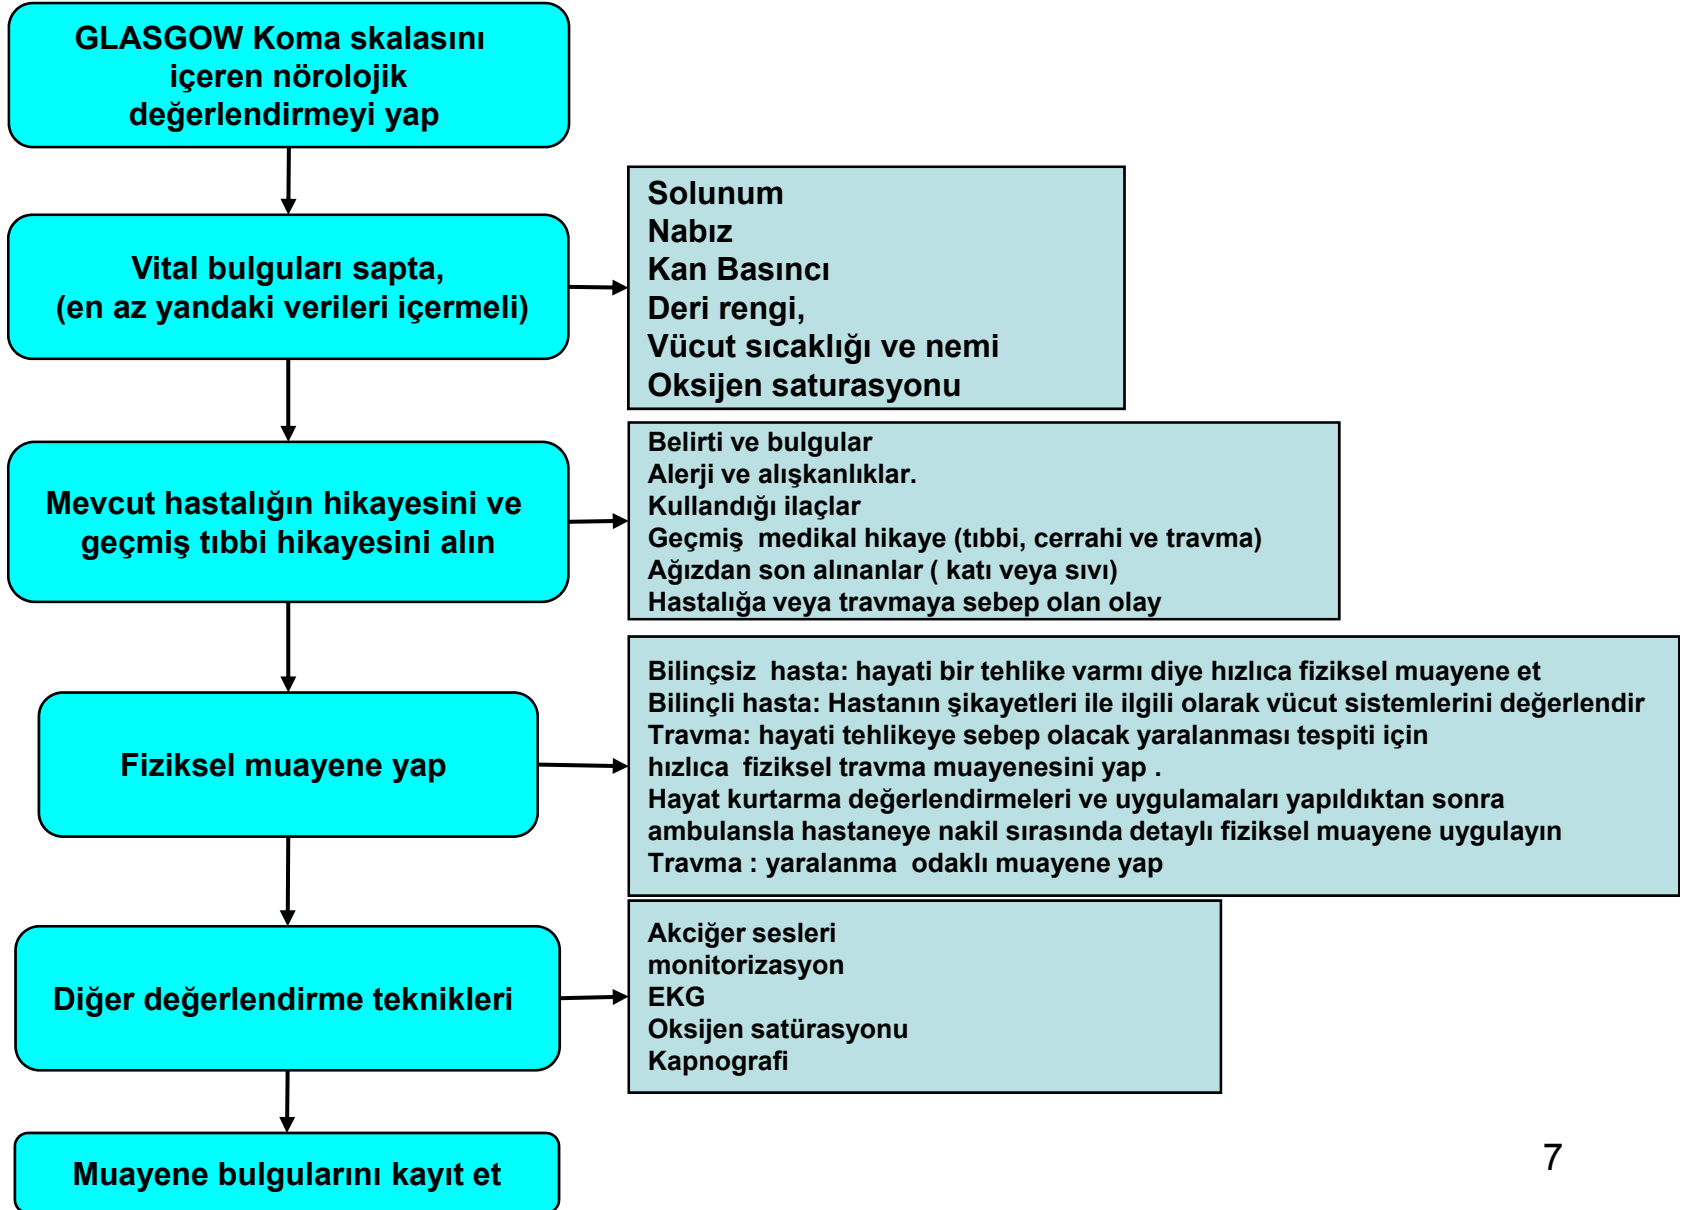 GLASGOW Koma skalasını
içeren nörolojik
değerlendirmeyi yap
Vital bulguları sapta,
(en az yandaki verileri içermeli)
Solunum
Nabız
Kan Basıncı
Deri rengi,
Vücut sıcaklığı ve nemi
Oksijen saturasyonu
Mevcut hastalığın hikayesini ve
geçmiş tıbbi hikayesini alın
Belirti ve bulgular
Alerji ve alışkanlıklar.
Kullandığı ilaçlar
Geçmiş medikal hikaye (tıbbi, cerrahi ve travma)
Ağızdan son alınanlar ( katı veya sıvı)
Hastalığa veya travmaya sebep olan olay
Fiziksel muayene yap
Bilinçsiz hasta: hayati bir tehlike varmı diye hızlıca fiziksel muayene et
Bilinçli hasta: Hastanın şikayetleri ile ilgili olarak vücut sistemlerini değerlendir
Travma: hayati tehlikeye sebep olacak yaralanması tespiti için
hızlıca fiziksel travma muayenesini yap .
Hayat kurtarma değerlendirmeleri ve uygulamaları yapıldıktan sonra
ambulansla hastaneye nakil sırasında detaylı fiziksel muayene uygulayın
Travma : yaralanma odaklı muayene yap
Diğer değerlendirme teknikleri
Akciğer sesleri
monitorizasyon
EKG
Oksijen satürasyonu
Kapnografi
Muayene bulgularını kayıt et
7